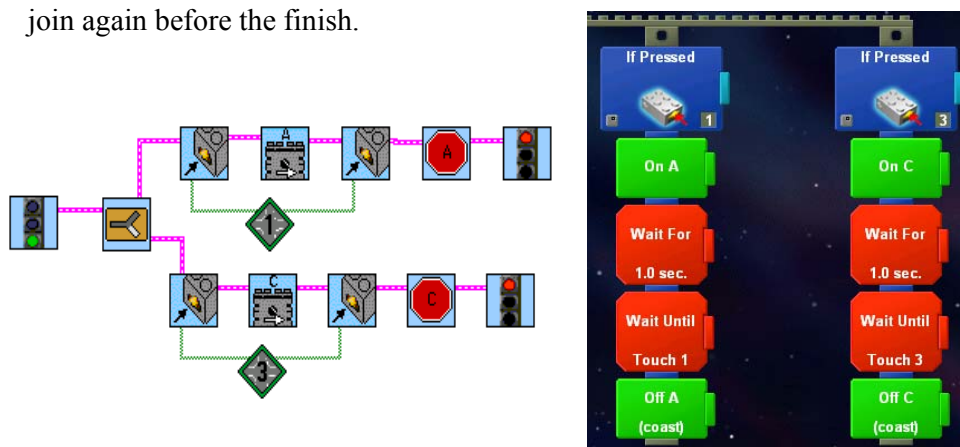 join again before the finish.
A
A
1
C
C
3
If Pressed
1
On A
Wait For
1.0 sec.
Wait Until
Touch 1
Off A
(coast)
If Pressed
3
On C
Wait For
1.0 sec.
Wait Until
Touch 3
Off C
(coast)